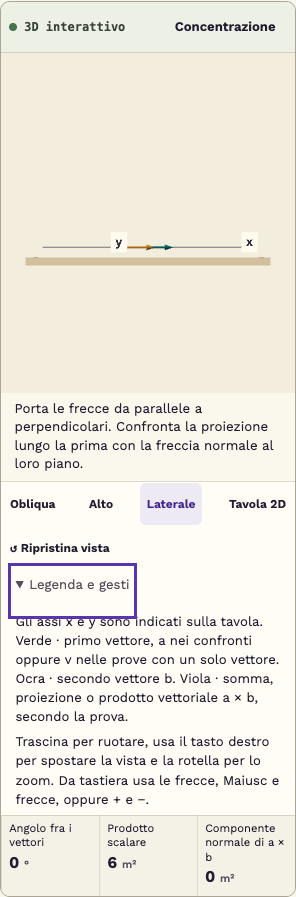 3D interattivo
Concentrazione
y
x
Porta le frecce da parallele a
perpendicolari. Confronta la proiezione
lungo la prima con la freccia normale al
loro piano.
Obliqua
Alto
Laterale
Tavola 2D
↺ Ripristina vista
▼ Legenda e gesti
Gli assi x e y sono indicati sulla tavola.
Verde · primo vettore, a nei confronti
oppure v nelle prove con un solo vettore.
Ocra · secondo vettore b. Viola · somma,
proiezione o prodotto vettoriale a × b,
secondo la prova.
Trascina per ruotare, usa il tasto destro
per spostare la vista e la rotella per lo
zoom. Da tastiera usa le frecce, Maiusc e
frecce, oppure + e −.
Angolo fra i
vettori
0 °
Prodotto
scalare
6 m²
Componente
normale di a ×
b
0 m²